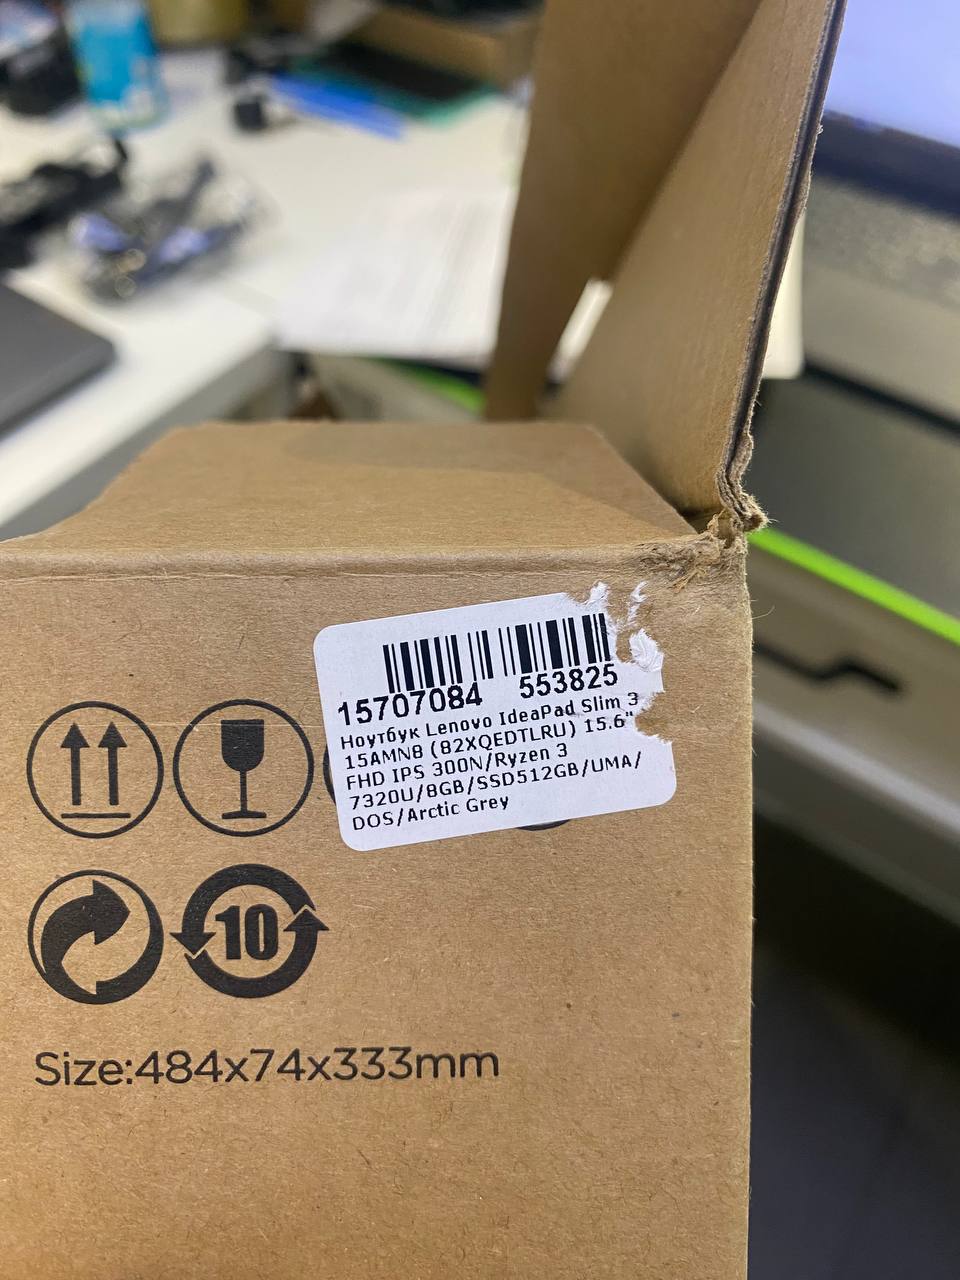 15707084 553825
Ноутбук Lenovo IdeaPad Slim 3
15AMN8 (82XQEDTLRU) 15.6"
FHD IPS 300N/Ryzen 3
7320U/8GB/SSD512GB/UMA/
DOS/Arctic Grey
10
Size:484x74x333mm